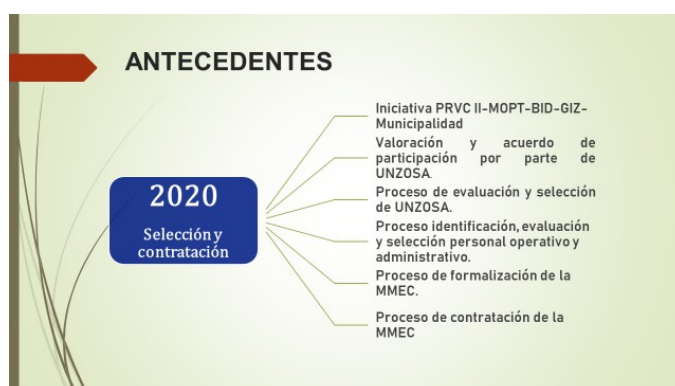 ANTECEDENTES
2020
Selección y
contratación
Iniciativa PRVC II-MOPT-BID-GIZ-
Municipalidad
Valoración y acuerdo de
participación por parte de
UNZOSA.
Proceso de evaluación y selección
de UNZOSA.
Proceso identificación, evaluación
y selección personal operativo y
administrativo.
Proceso de formalización de la
MMEC.
Proceso de contratación de la
MMEC